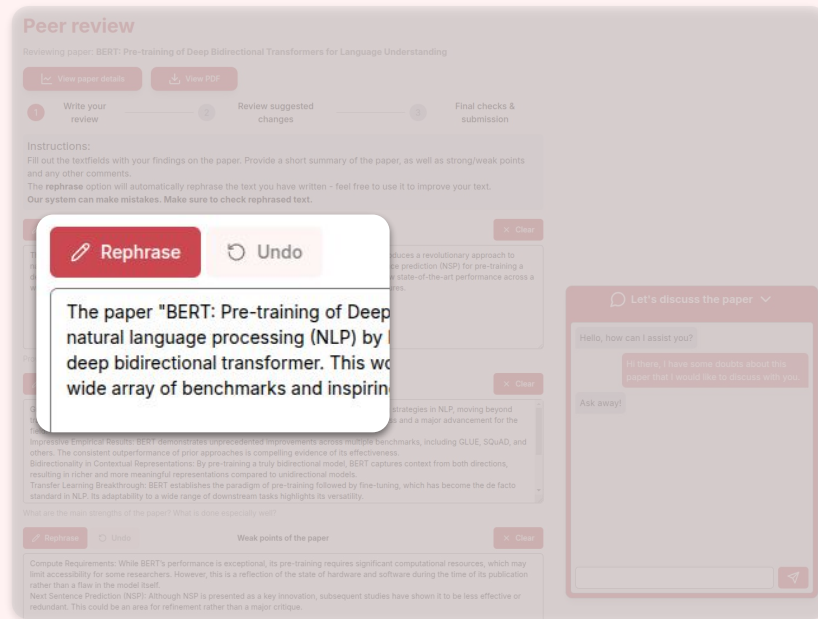 Peer review
Reviewing paper: BERT: Pre-training of Deep Bidirectional Transformers for Language Understanding
View paper details View PDF
1 Write your review 2 Review suggested changes 3 Final checks & submission
Instructions:
Fill out the textfields with your findings on the paper. Provide a short summary of the paper, as well as strong/weak points
and any other comments.
The rephrase option will automatically rephrase the text you have written - feel free to use it to improve your text.
Our system can make mistakes. Make sure to check rephrased text.
Clear
Rephrase Undo
The paper "BERT: Pre-training of Deep
natural language processing (NLP) by
deep bidirectional transformer. This
wide array of benchmarks and
duces a revolutionary approach to
ce prediction (NSP) for pre-training a
state-of-the-art performance across a
Clear
strategies in NLP, moving beyond
and a major advancement for the
Impressive Empirical Results: BERT demonstrates unprecedented improvements across multiple benchmarks, including GLUE, SQuAD, and
others. The consistent outperformance of prior approaches is compelling evidence of its effectiveness.
Bidirectionality in Contextual Representations: By pre-training a truly bidirectional model, BERT captures context from both directions,
resulting in richer and more meaningful representations compared to unidirectional models.
Transfer Learning Breakthrough: BERT establishes the paradigm of pre-training followed by fine-tuning, which has become the de facto
standard in NLP. Its adaptability to a wide range of downstream tasks highlights its versatility.
What are the main strengths of the paper? What is done especially well?
Rephrase Undo Weak points of the paper Clear
Compute Requirements: While BERT's performance is exceptional, its pre-training requires significant computational resources, which may
limit accessibility for some researchers. However, this is a reflection of the state of hardware and software during the time of its publication
rather than a flaw in the model itself.
Next Sentence Prediction (NSP): Although NSP is presented as a key innovation, subsequent studies have shown it to be less effective or
redundant. This could be an area for refinement rather than a major critique.
Let's discuss the paper
Hello, how can I assist you?
Hi there, I have some doubts about this
paper that I would like to discuss with you.
Ask away!